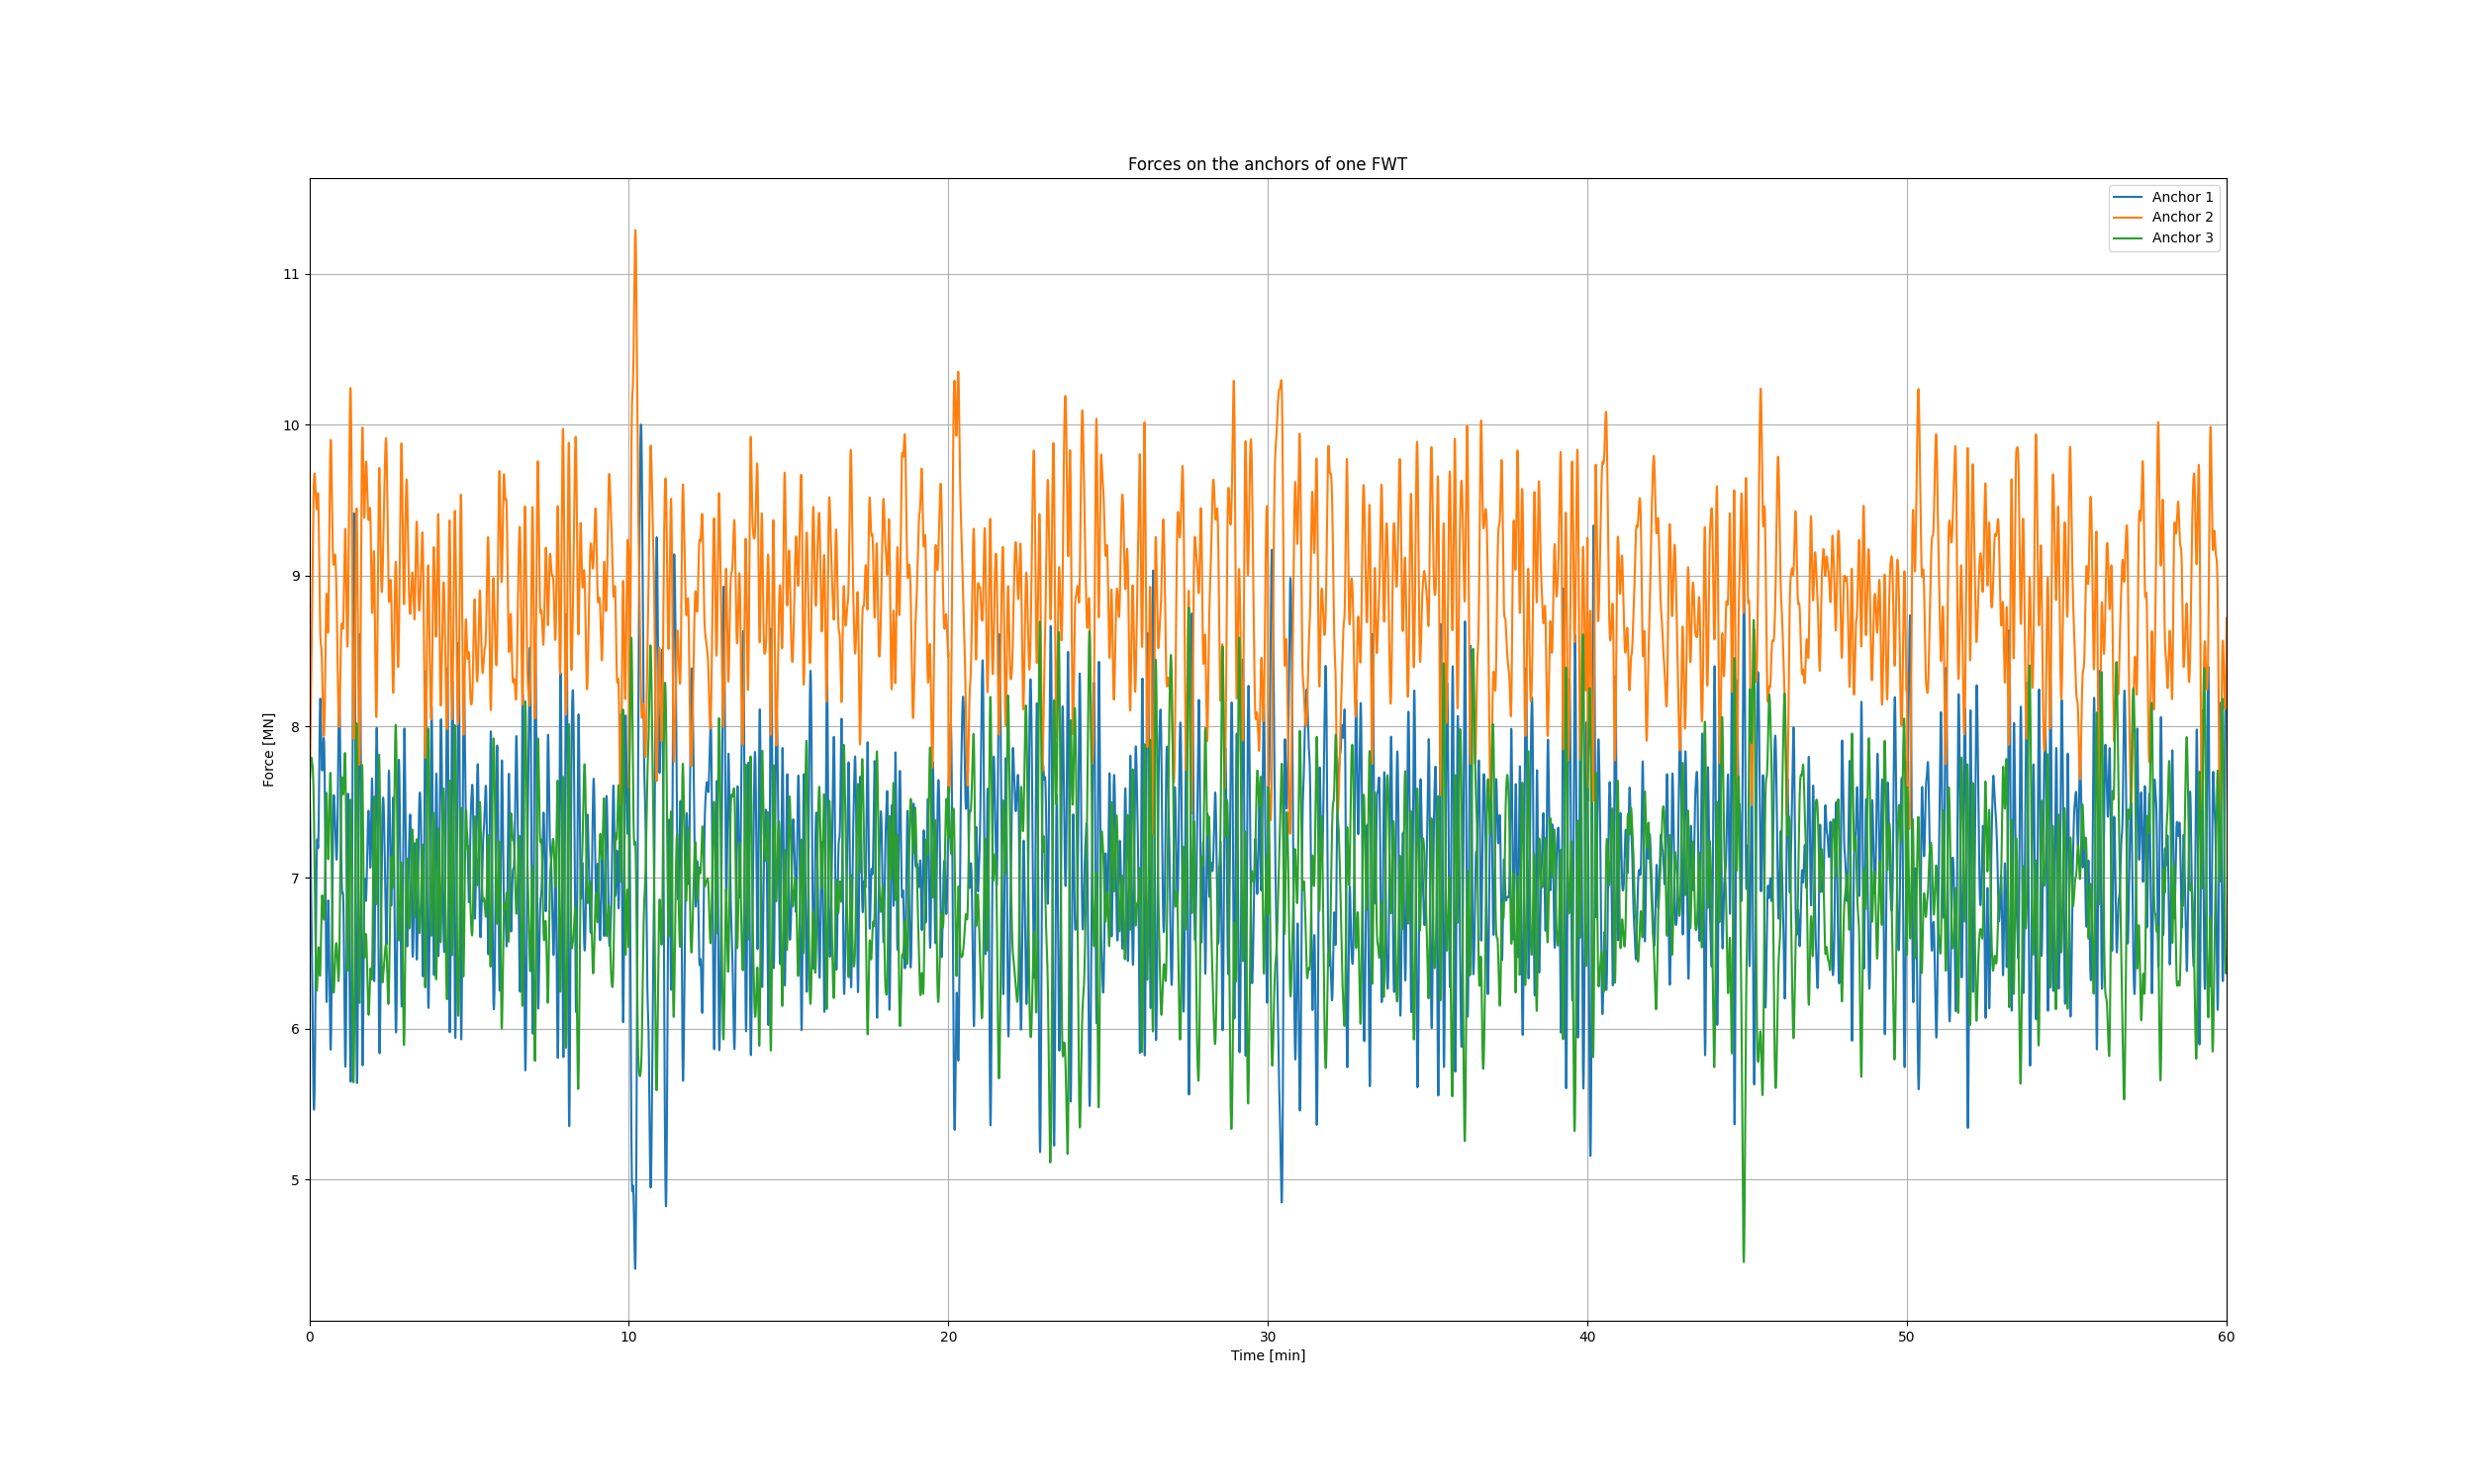 Forces on the anchors of one FWT
Anchor 1
Anchor 2
Anchor 3
11
10
9
8
7
6
5
Force [MN]
0 10 20 30 40 50 60
Time [min]